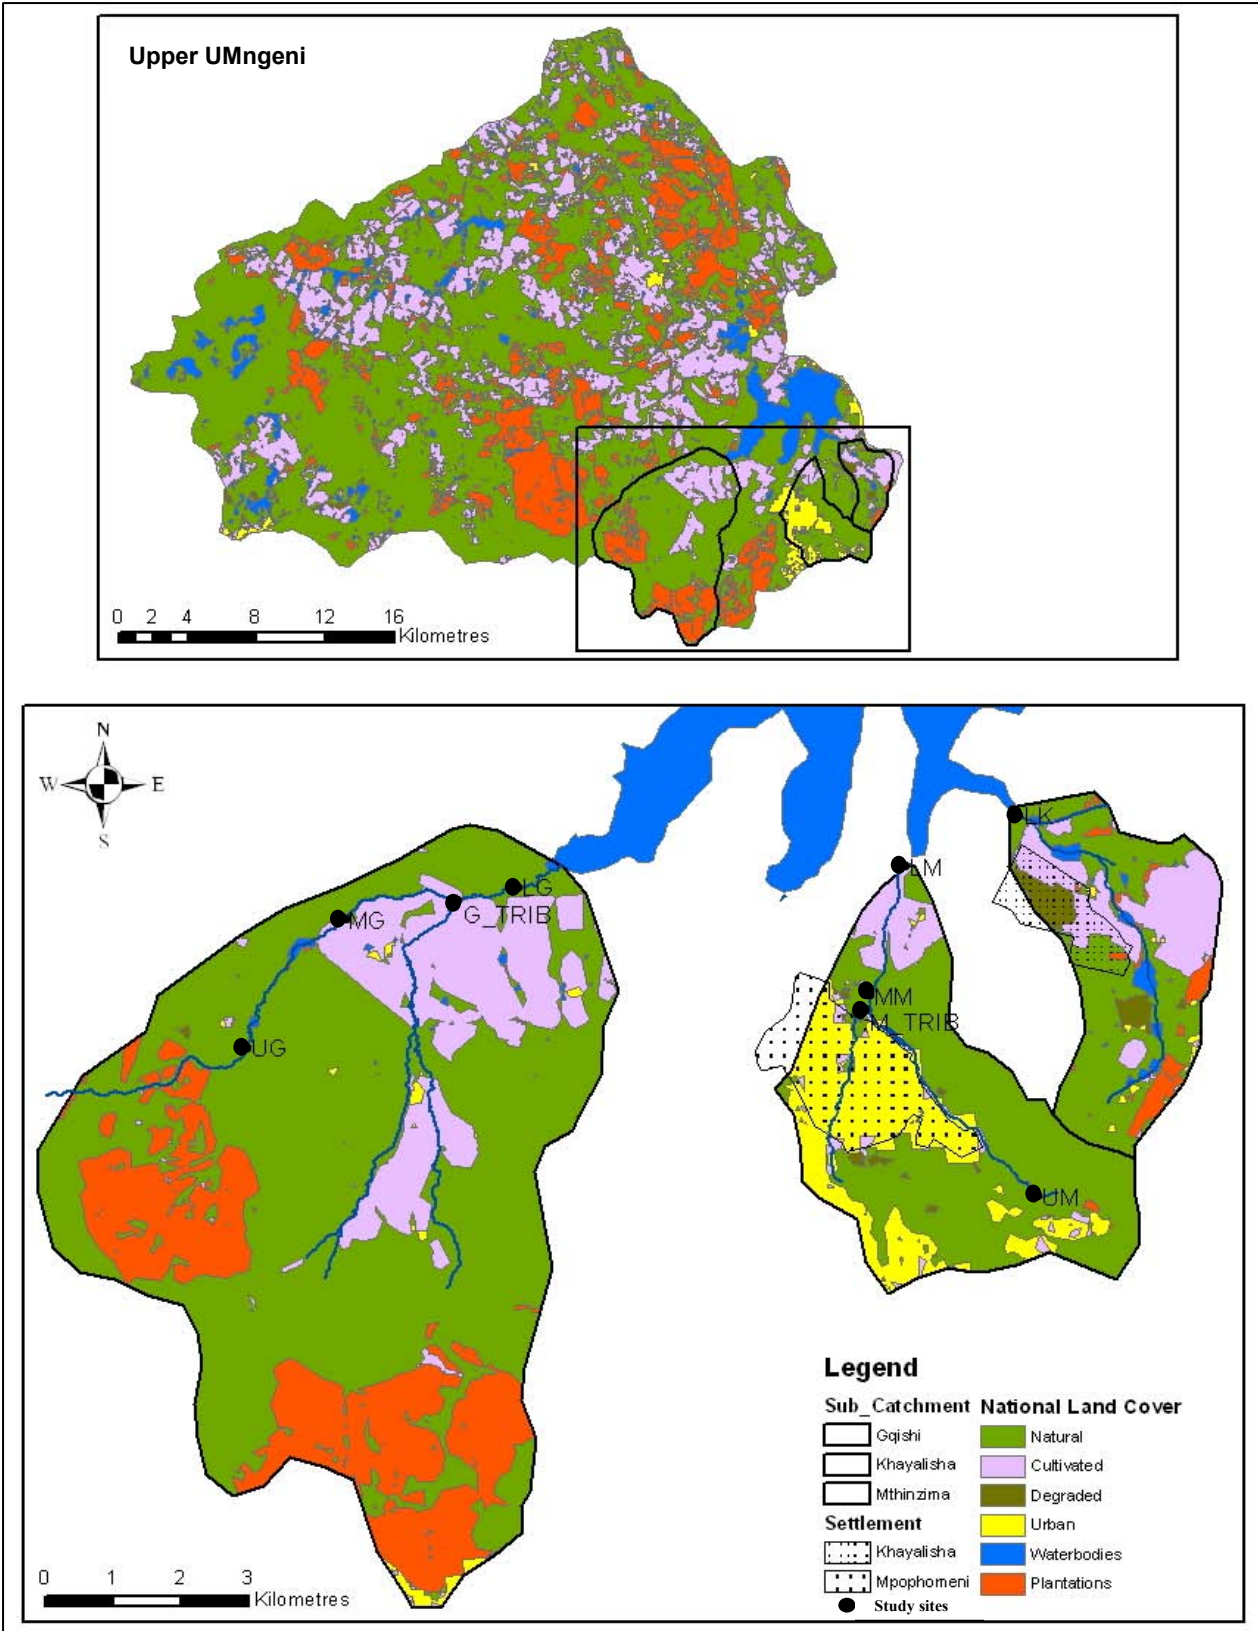 Upper UMngeni
0 2 4 8 12 16
Kilometres
N
W E
S
LK
LM
LG
G_TRIB
MG
MM
M_TRIB
UG
UM
Legend
Sub_Catchment National Land Cover
Gqishi Natural
Khayalisha Cultivated
Mthinzima Degraded
Settlement Urban
Khayalisha Waterbodies
Mpophomeni Plantations
Study sites
0 1 2 3
Kilometres